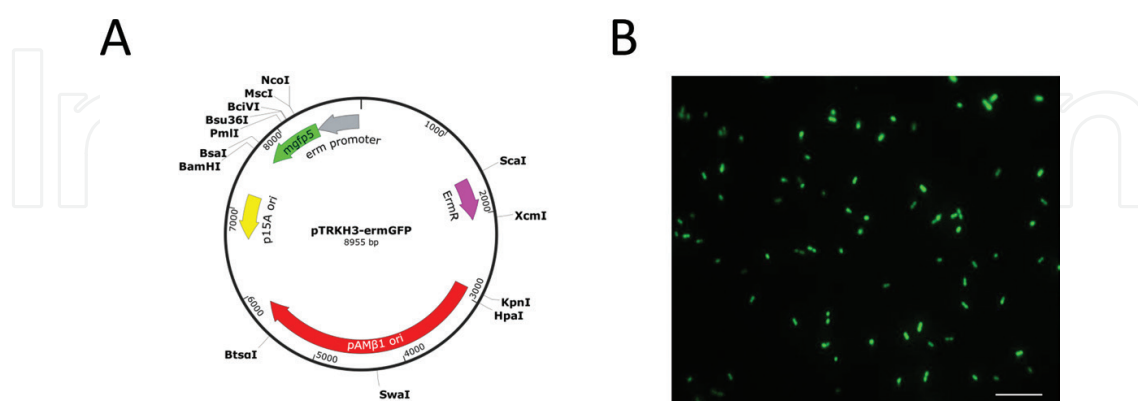 A
B
NcoI
MscI
BciVI
Bsu36I
PmlI
BsaI
BamHI
8000
mgfp5
erm promoter
1000
ScaI
ErmR
2000
XcmI
7000
p15A ori
pTRKH3-ermGFP
8955 bp
3000
KpnI
HpaI
6000
BtsαI
pAMβ1 ori
5000
4000
SwaI